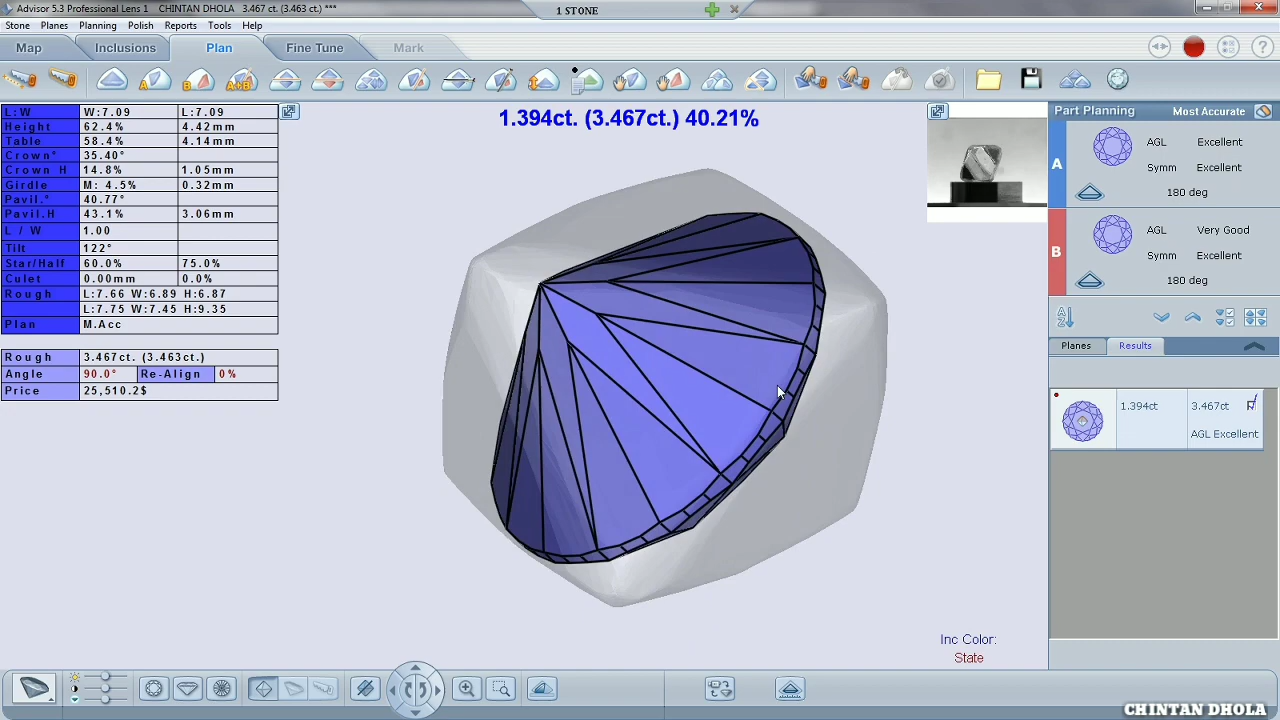 Advisor 5.3 Professional Lens 1 CHINTAN DHOLA 3.467 ct. (3.463 ct.) ***
1 STONE
Stone Planes Planning Polish Reports Tools Help
Map Inclusions Plan Fine Tune Mark
A B A+B
L:W W:7.09 L:7.09
Height 62.4% 4.42mm
Table 58.4% 4.14mm
Crown° 35.40°
Crown H 14.8% 1.05mm
Girdle M: 4.5% 0.32mm
Pavil.° 40.77°
Pavil.H 43.1% 3.06mm
L / W 1.00
Tilt 122°
Star/Half 60.0% 75.0%
Culet 0.00mm 0.0%
Rough L:7.66 W:6.89 H:6.87
L:7.75 W:7.45 H:9.35
Plan M.Acc
Rough 3.467ct. (3.463ct.)
Angle 90.0° Re-Align 0%
Price 25,510.2$
1.394ct. (3.467ct.) 40.21%
Part Planning Most Accurate
A
AGL Excellent
Symm Excellent
180 deg
B
AGL Very Good
Symm Excellent
180 deg
Planes Results
1.394ct 3.467ct
AGL Excellent
Inc Color:
State
CHINTAN DHOLA